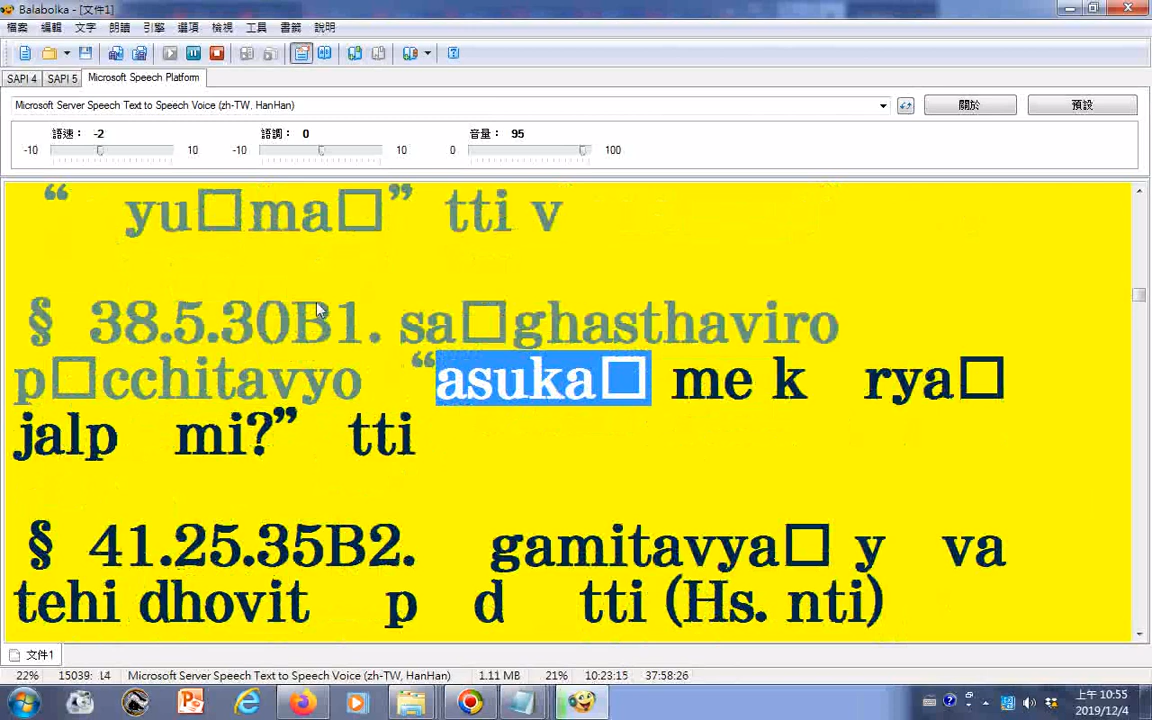 Balabolka - [文件1]
檔案 編輯 文字 朗讀 引擎 選項 檢視 工具 書籤 說明
SAPI 4 SAPI 5 Microsoft Speech Platform
Microsoft Server Speech Text to Speech Voice (zh-TW, HanHan) 關於 預設
語速： -2 語調： 0 音量： 95
-10 10 -10 10 0 100
“ yu□ma□” tti v
§ 38.5.30B1. sa□ghasthaviro
p□cchitavyo “asuka□ me k rya□
jalp mi?” tti
§ 41.25.35B2. gamitavya□ y va
tehi dhovit p d tti (Hs. nti)
文件1
22% 15039: 14 Microsoft Server Speech Text to Speech Voice (zh-TW, HanHan) 1.11 MB 21% 10:23:15 37:58:26
上午 10:55
2019/12/4